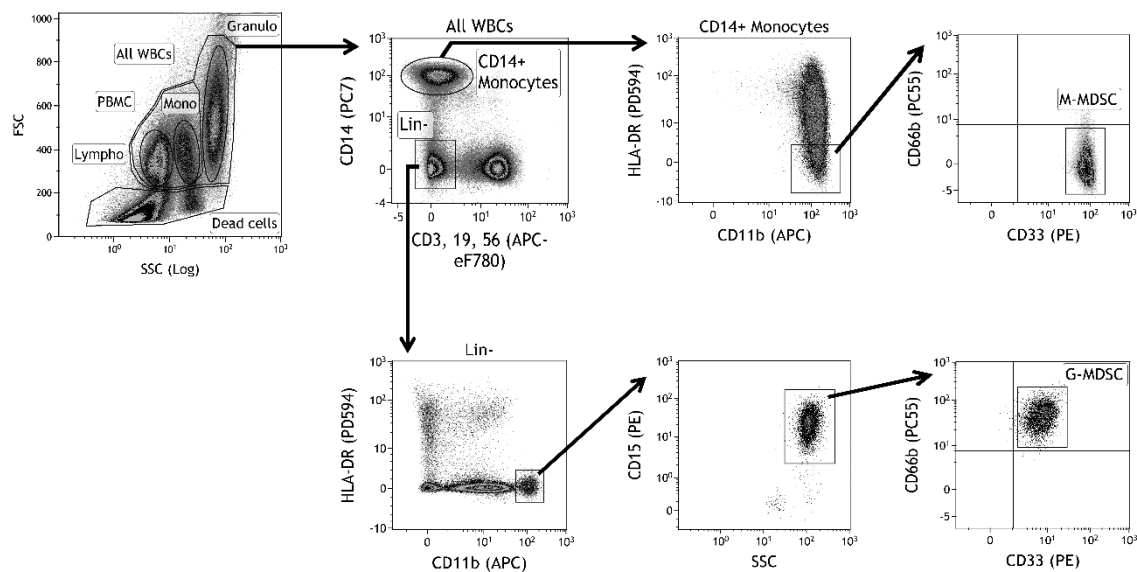 1000
800
600
400
200
0
FSC
All WBCs
Granulo
PBMC
Mono
Lympho
Dead cells
10⁰
10¹
10²
10³
SSC (Log)
All WBCs
10³
10²
10¹
0
-4
CD14 (PC7)
CD14+
Monocytes
Lin-
-5
0
10¹
10³
CD3, 19, 56 (APC-
eF780)
CD14+ Monocytes
10³
10²
10¹
0
-5
HLA-DR (PD594)
0
10¹
10²
10³
CD11b (APC)
10³
10²
10¹
0
-5
CD66b (PC55)
M-MDSC
0
10¹
10²
10³
CD33 (PE)
Lin-
10³
10²
10¹
0
-10
HLA-DR (PD594)
0
10¹
10²
10³
CD11b (APC)
10³
10²
10¹
10⁰
0
CD15 (PE)
10⁰
10¹
10²
10³
SSC
10³
10²
10¹
0
-5
CD66b (PC55)
G-MDSC
0
10¹
10²
10³
CD33 (PE)